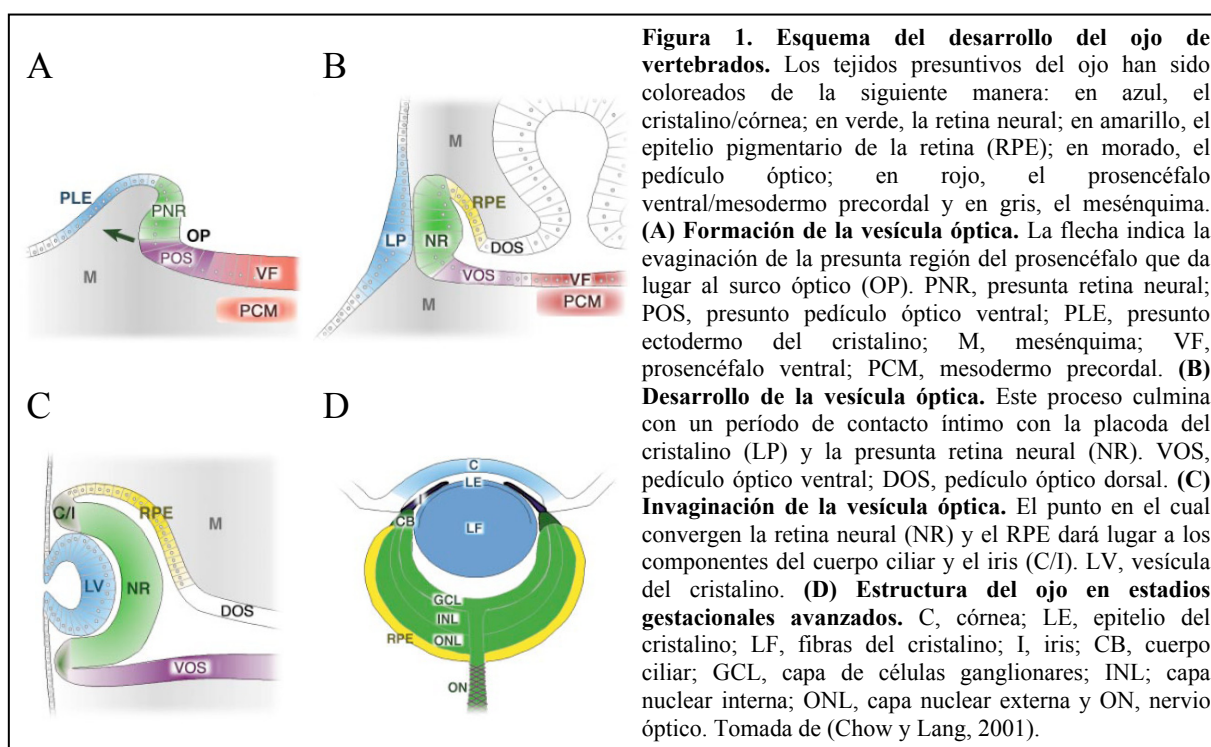 A
PLE
PNR
OP
POS
VF
M
PCM
B
M
RPE
LP
NR
DOS
VOS
VF
PCM
M
C
C/I
RPE
M
LV
NR
DOS
VOS
D
C
LE
I
CB
LF
GCL
INL
RPE
ONL
ON
Figura 1. Esquema del desarrollo del ojo de
vertebrados. Los tejidos presuntivos del ojo han sido
coloreados de la siguiente manera: en azul, el
cristalino/córnea; en verde, la retina neural; en amarillo, el
epitelio pigmentario de la retina (RPE); en morado, el
pedículo óptico; en rojo, el prosencéfalo
ventral/mesodermo precordal y en gris, el mesénquima.
(A) Formación de la vesícula óptica. La flecha indica la
evaginación de la presunta región del prosencéfalo que da
lugar al surco óptico (OP). PNR, presunta retina neural;
POS, presunto pedículo óptico ventral; PLE, presunto
ectodermo del cristalino; M, mesénquima; VF,
prosencéfalo ventral; PCM, mesodermo precordal. (B)
Desarrollo de la vesícula óptica. Este proceso culmina
con un período de contacto íntimo con la placoda del
cristalino (LP) y la presunta retina neural (NR). VOS,
pedículo óptico ventral; DOS, pedículo óptico dorsal. (C)
Invaginación de la vesícula óptica. El punto en el cual
convergen la retina neural (NR) y el RPE dará lugar a los
componentes del cuerpo ciliar y el iris (C/I). LV, vesícula
del cristalino. (D) Estructura del ojo en estadios
gestacionales avanzados. C, córnea; LE, epitelio del
cristalino; LF, fibras del cristalino; I, iris; CB, cuerpo
ciliar; GCL, capa de células ganglionares; INL; capa
nuclear interna; ONL, capa nuclear externa y ON, nervio
óptico. Tomada de (Chow y Lang, 2001).